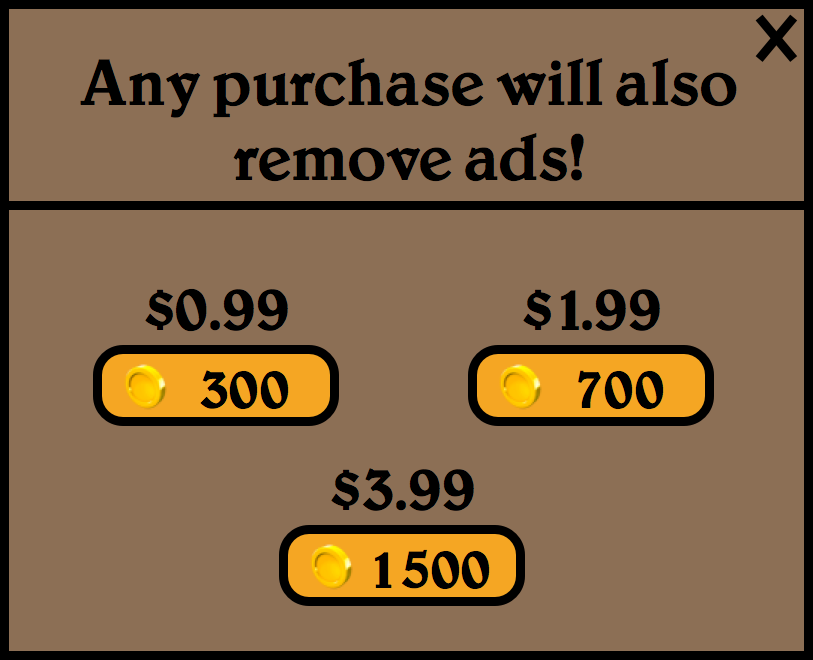 X
Any purchase will also
remove ads!
$0.99
$1.99
300
700
$3.99
1500